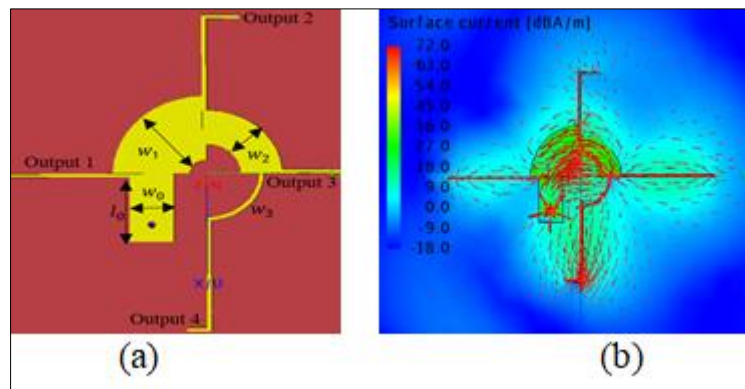 Output 2
w₁
w₂
Output 1
Output 3
w₀
l₀
w₃
Output 4
(a)
Surface current [dBA/m]
72.0
63.0
54.0
45.0
36.0
27.0
18.0
9.0
0.0
-9.0
-18.0
(b)